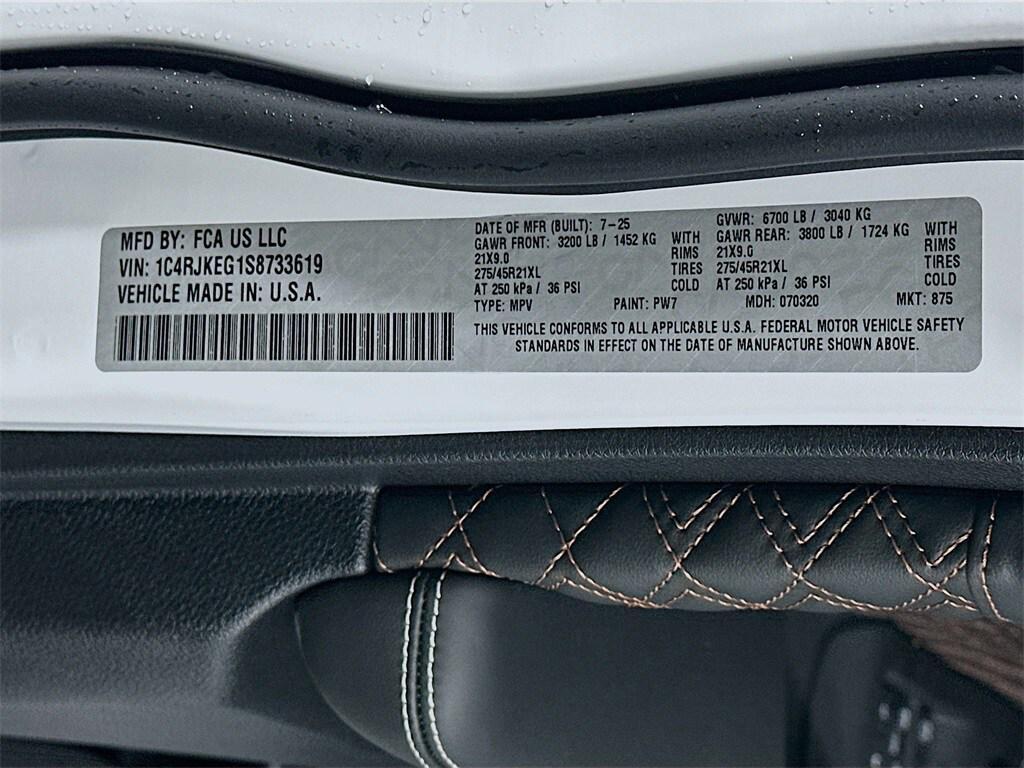 MFD BY: FCA US LLC
VIN: 1C4RJKEG1S8733619
VEHICLE MADE IN: U.S.A.
DATE OF MFR (BUILT): 7-25
GAWR FRONT: 3200 LB / 1452 KG WITH
21X9.0 RIMS
275/45R21XL TIRES
AT 250 kPa / 36 PSI COLD
TYPE: MPV PAINT: PW7
GVWR: 6700 LB / 3040 KG
GAWR REAR: 3800 LB / 1724 KG WITH
21X9.0 RIMS
275/45R21XL TIRES
AT 250 kPa / 36 PSI COLD
MDH: 070320 MKT: 875
THIS VEHICLE CONFORMS TO ALL APPLICABLE U.S.A. FEDERAL MOTOR VEHICLE SAFETY
STANDARDS IN EFFECT ON THE DATE OF MANUFACTURE SHOWN ABOVE.